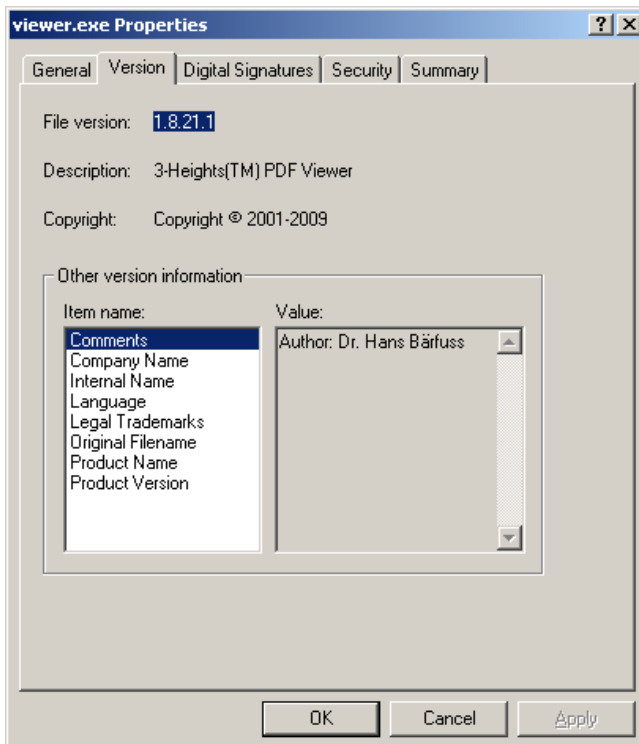 viewer.exe Properties
General Version Digital Signatures Security Summary
File version: 1.8.21.1
Description: 3-Heights(TM) PDF Viewer
Copyright: Copyright © 2001-2009
Other version information
Item name: Value:
Comments Author: Dr. Hans Bärfuss
Company Name
Internal Name
Language
Legal Trademarks
Original Filename
Product Name
Product Version
OK Cancel Apply